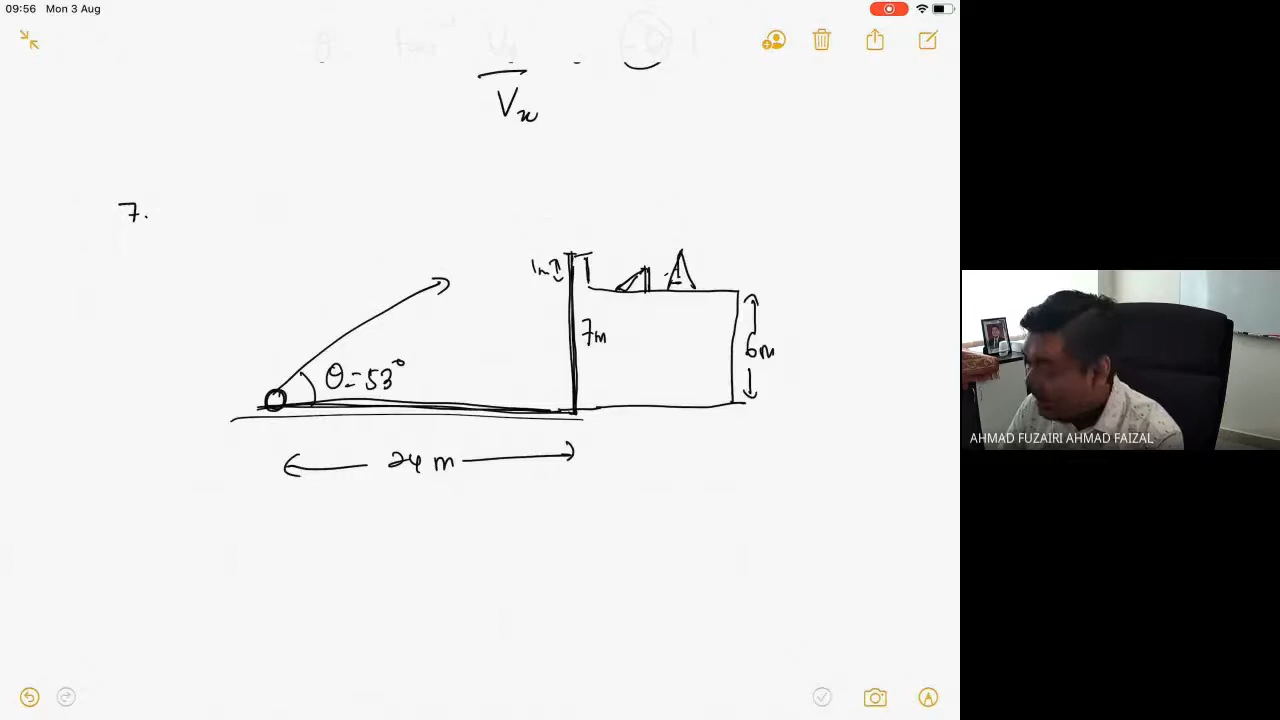 09:56 Mon 3 Aug
Vx
7.
1m
7m
6m
θ = 53°
24 m
AHMAD FUZAIRI AHMAD FAIZAL